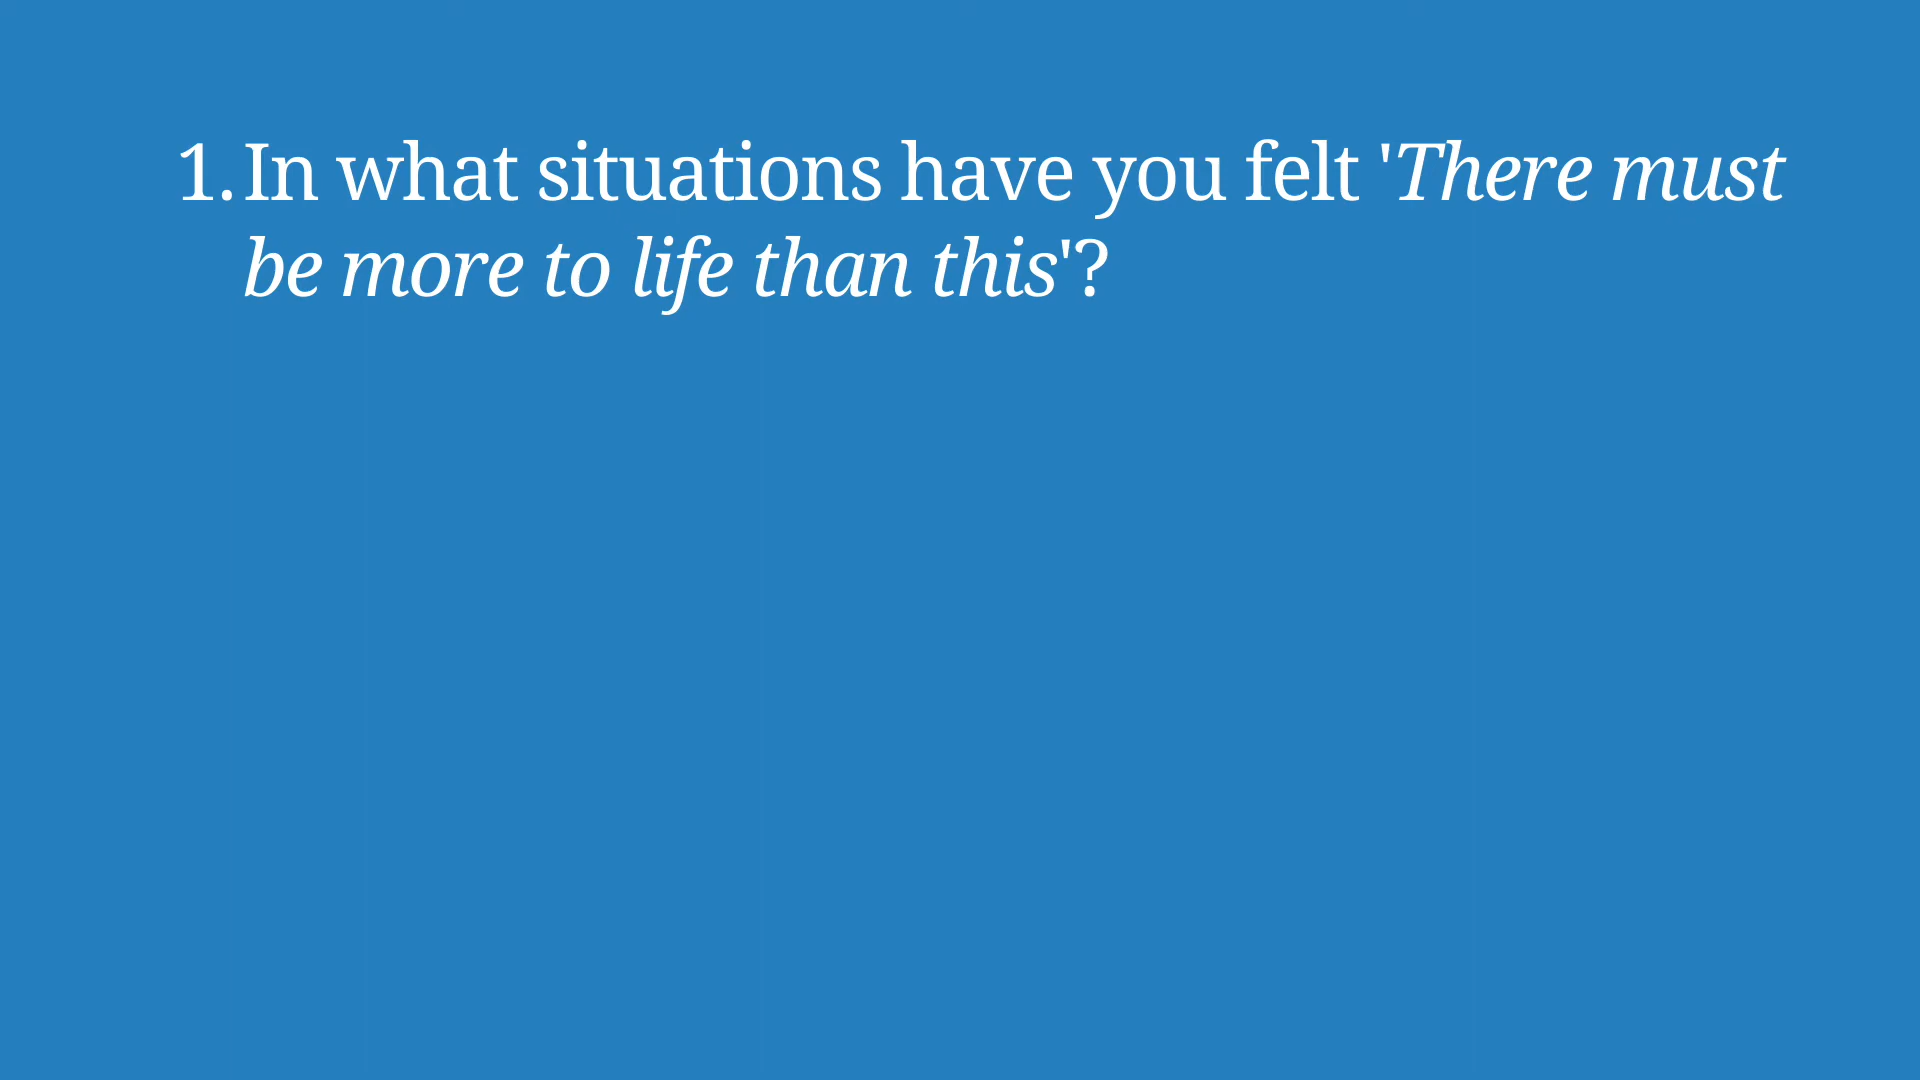 1. In what situations have you felt 'There must
be more to life than this'?